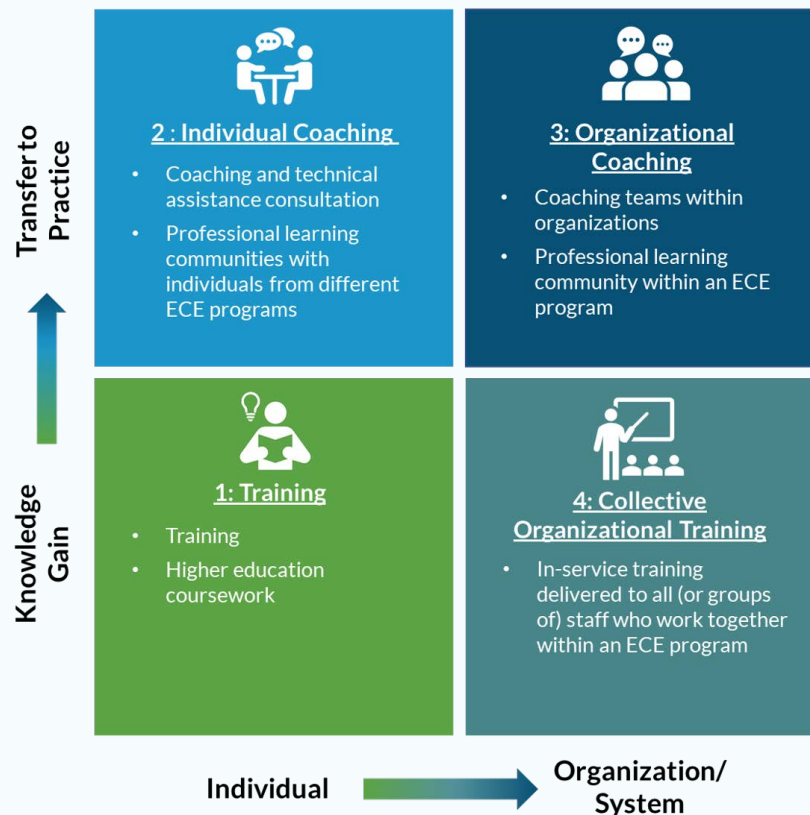 Transfer to
Practice
2 : Individual Coaching
• Coaching and technical
assistance consultation
• Professional learning
communities with
individuals from different
ECE programs
3: Organizational
Coaching
• Coaching teams within
organizations
• Professional learning
community within an ECE
program
Knowledge
Gain
1: Training
• Training
• Higher education
coursework
4: Collective
Organizational Training
• In-service training
delivered to all (or groups
of) staff who work together
within an ECE program
Individual
Organization/
System